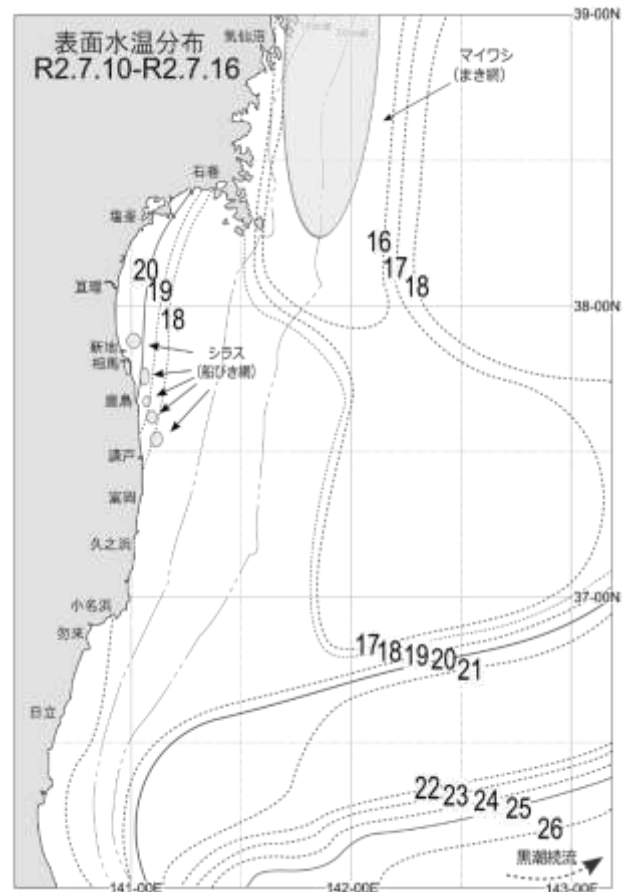 39-00N
表面水温分布
R2.7.10-R2.7.16
気仙沼
マイワシ
(まき網)
石巻
塩釜
16
17
18
20
19
18
亘理
38-00N
新地
相馬
シラス
(船びき網)
鹿島
請戸
富岡
久之浜
37-00N
小名浜
勿来
17
18
19
20
21
日立
22
23
24
25
26
黒潮続流
141-00E
142-00E
143-00E